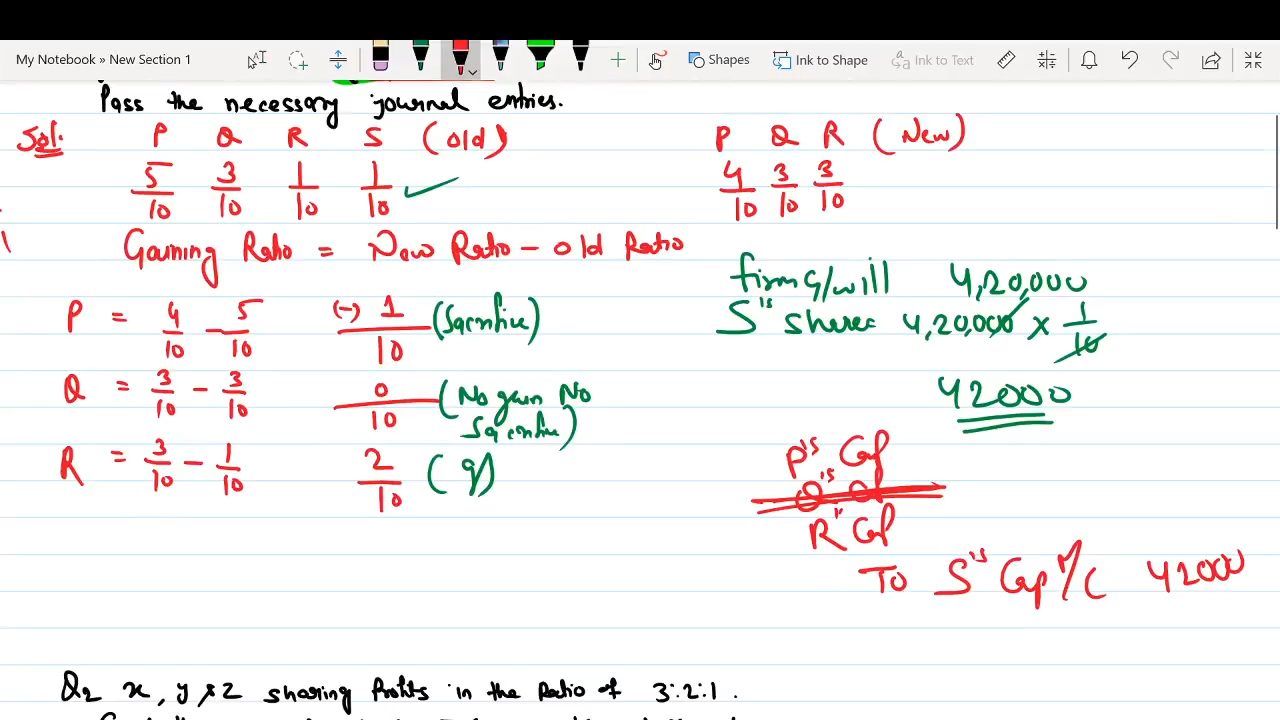 My Notebook » New Section 1
Shapes
Ink to Shape
Ink to Text
Pass the necessary journal entries.
Sol.
P Q R S (old)
5/10 3/10 1/10 1/10
Gaining Ratio = New Ratio - old Ratio
P = 4/10 - 5/10 (-) 1/10 (Sacrifice)
Q = 3/10 - 3/10 0/10 (No gain No
Sacrifice)
R = 3/10 - 1/10 2/10 (g)
P Q R (New)
4/10 3/10 3/10
firm G/will 4,20,000
S's share 4,20,000 x 1/10
42000
P's Cap
R's Cap
To S's Cap A/C 42000
Q2 x, y & z sharing Profits in the Ratio of 3:2:1.